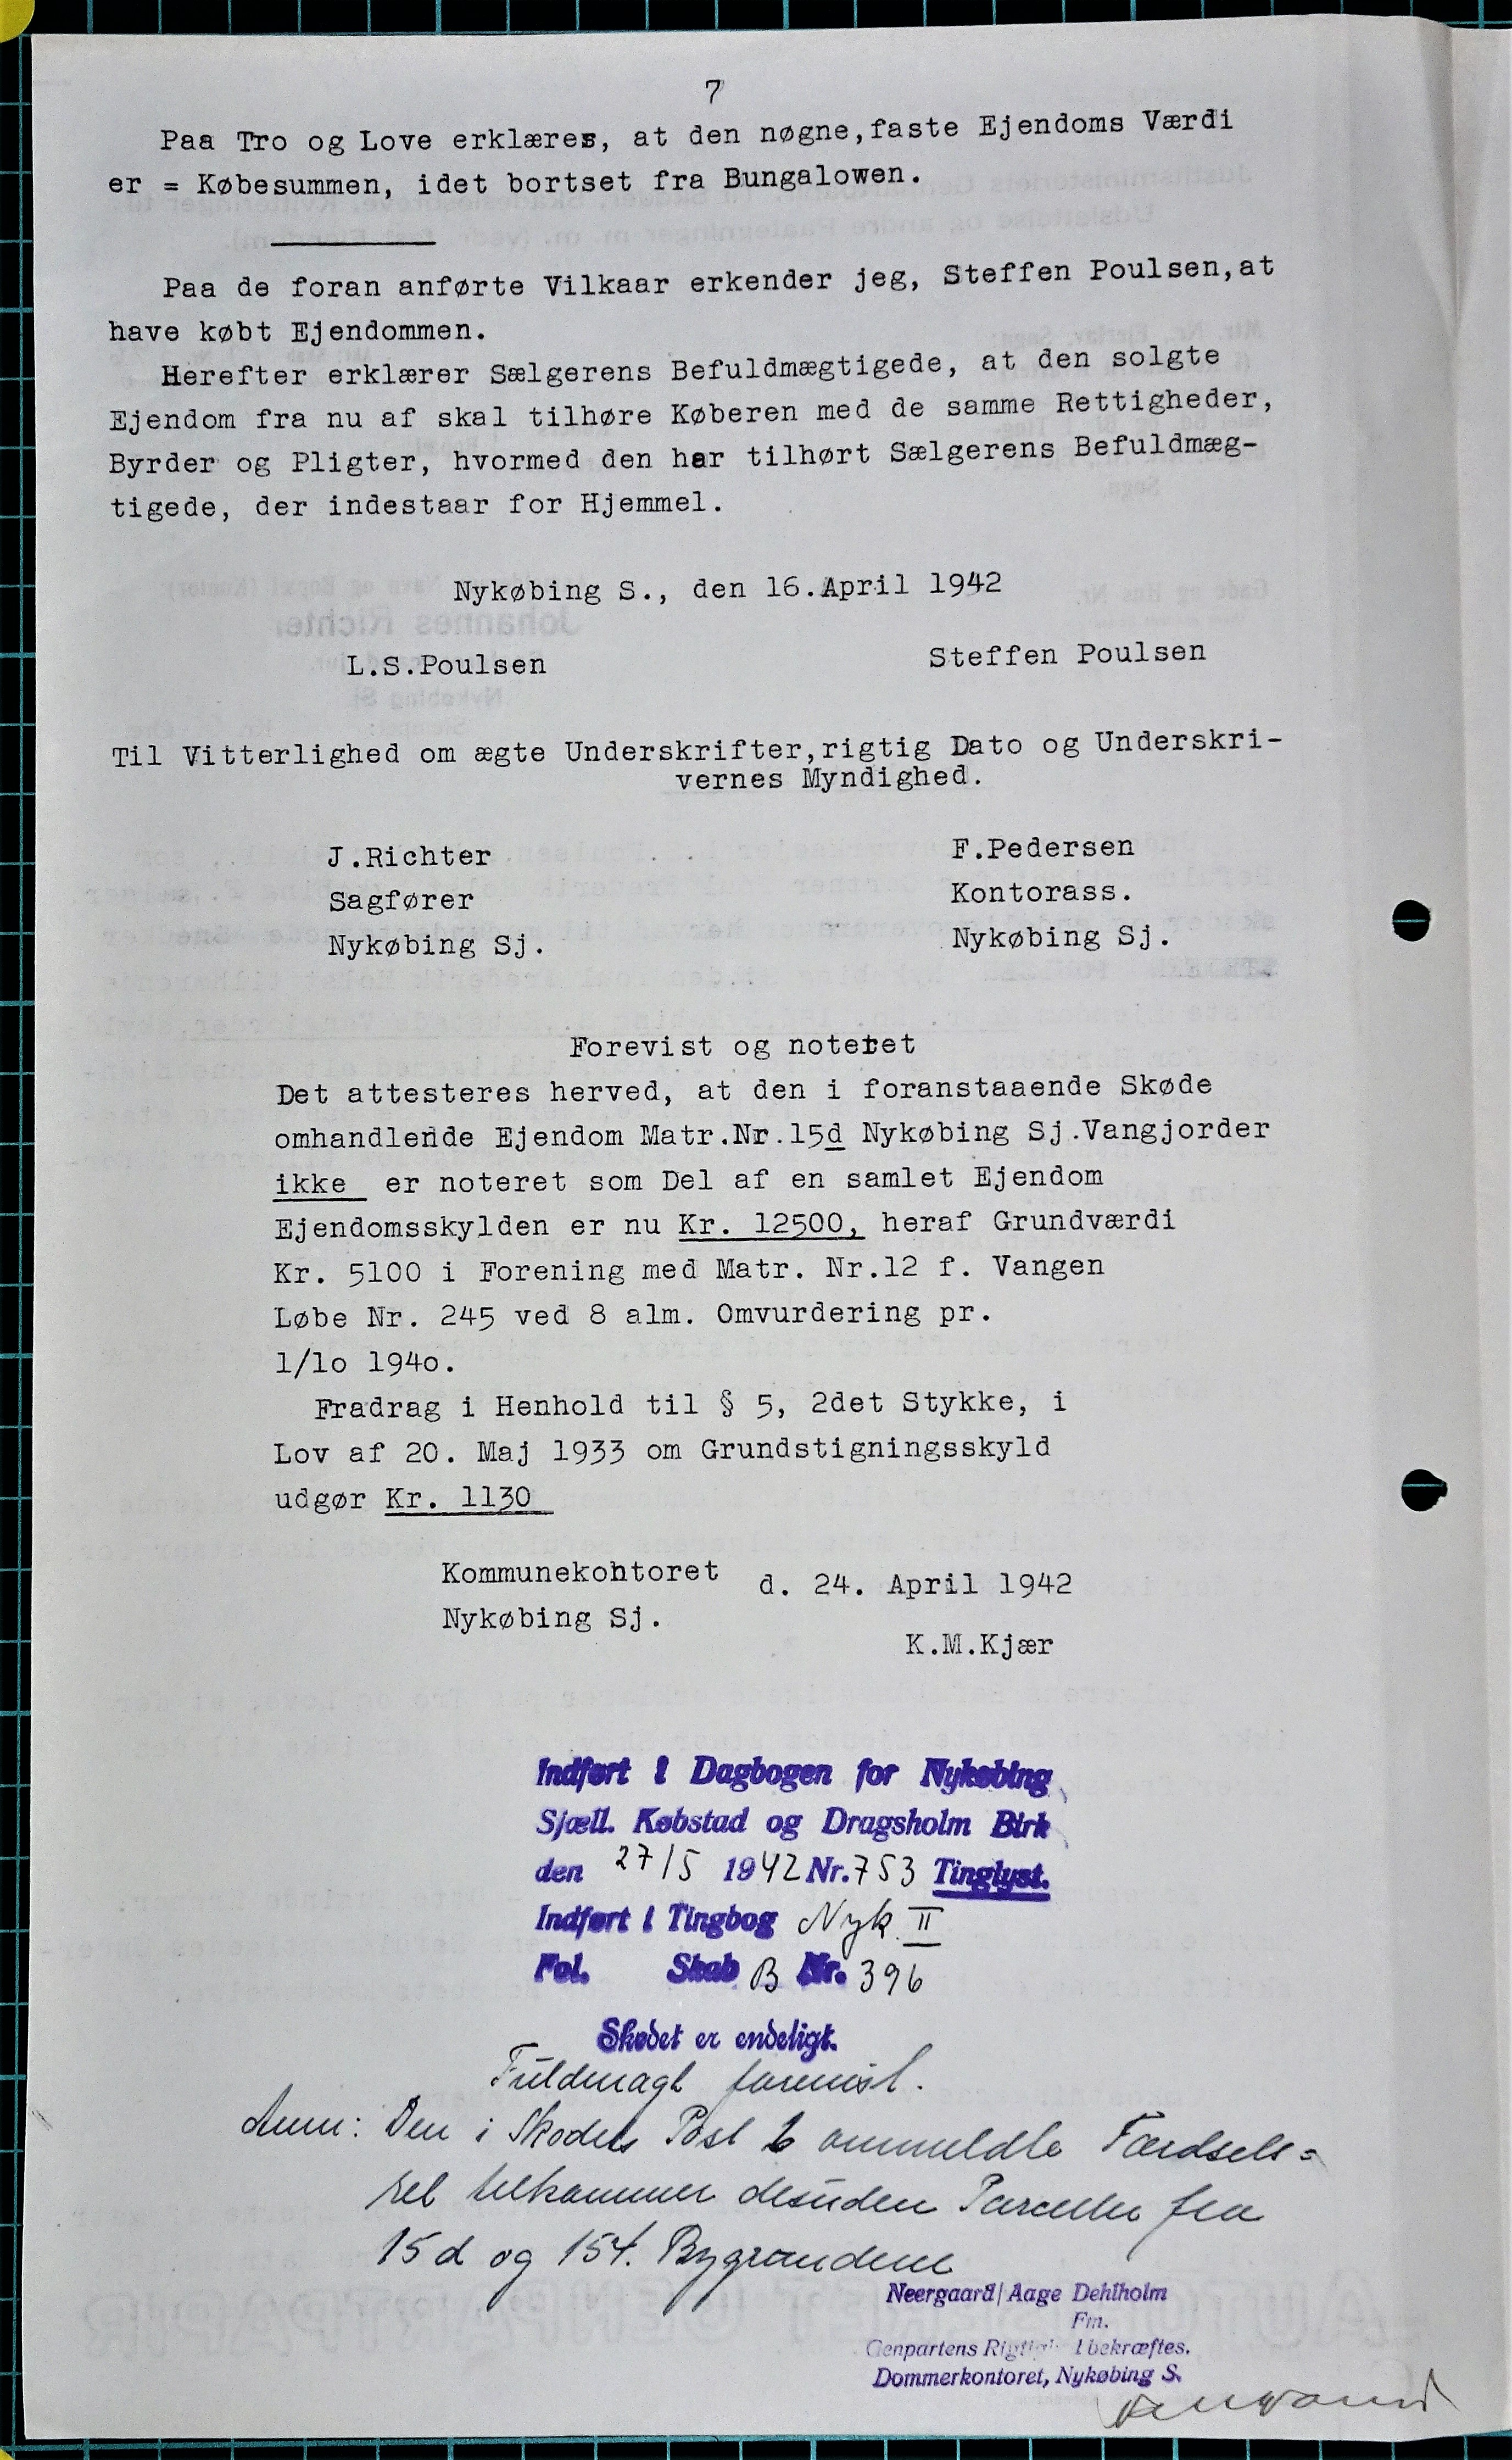 7
Paa Tro og Love erklæres, at den nøgne,faste Ejendoms Værdi
er = Købesummen, idet bortset fra Bungalowen.
Paa de foran anførte Vilkaar erkender jeg, Steffen Poulsen,at
have købt Ejendommen.
Herefter erklærer Sælgerens Befuldmægtigede, at den solgte
Ejendom fra nu af skal tilhøre Køberen med de samme Rettigheder,
Byrder og Pligter, hvormed den har tilhørt Sælgerens Befuldmæg-
tigede, der indestaar for Hjemmel.
Nykøbing S., den 16.April 1942
L.S.Poulsen Steffen Poulsen
Til Vitterlighed om ægte Underskrifter,rigtig Dato og Underskri-
vernes Myndighed.
J.Richter F.Pedersen
Sagfører Kontorass.
Nykøbing Sj. Nykøbing Sj.
Forevist og noteret
Det attesteres herved, at den i foranstaaende Skøde
omhandlende Ejendom Matr.Nr.15d Nykøbing Sj.Vangjorder
ikke er noteret som Del af en samlet Ejendom
Ejendomsskylden er nu Kr. 12500, heraf Grundværdi
Kr. 5100 i Forening med Matr. Nr.12 f. Vangen
Løbe Nr. 245 ved 8 alm. Omvurdering pr.
1/1o 194o.
Fradrag i Henhold til § 5, 2det Stykke, i
Lov af 20. Maj 1933 om Grundstigningsskyld
udgør Kr. 1130
Kommunekontoret d. 24. April 1942
Nykøbing Sj.
K.M.Kjær
Indført i Dagbogen for Nykøbing
Sjæll. Købstad og Dragsholm Birk
den 27/5 1942 Nr.753 Tinglyst.
Indført i Tingbog Nyk. II
Fol. Skab B Nr. 396
Skødet er endeligt.
Fuldmagt forevist.
Anm: Den i Skødets Post 6 ommeldte Færdsels=
ret tilkommer desuden Parceller fra
15d og 15f. Bygrunden
Neergaard/Aage Dehlholm
Fm.
Genpartens Rigtighed bekræftes.
Dommerkontoret, Nykøbing S.